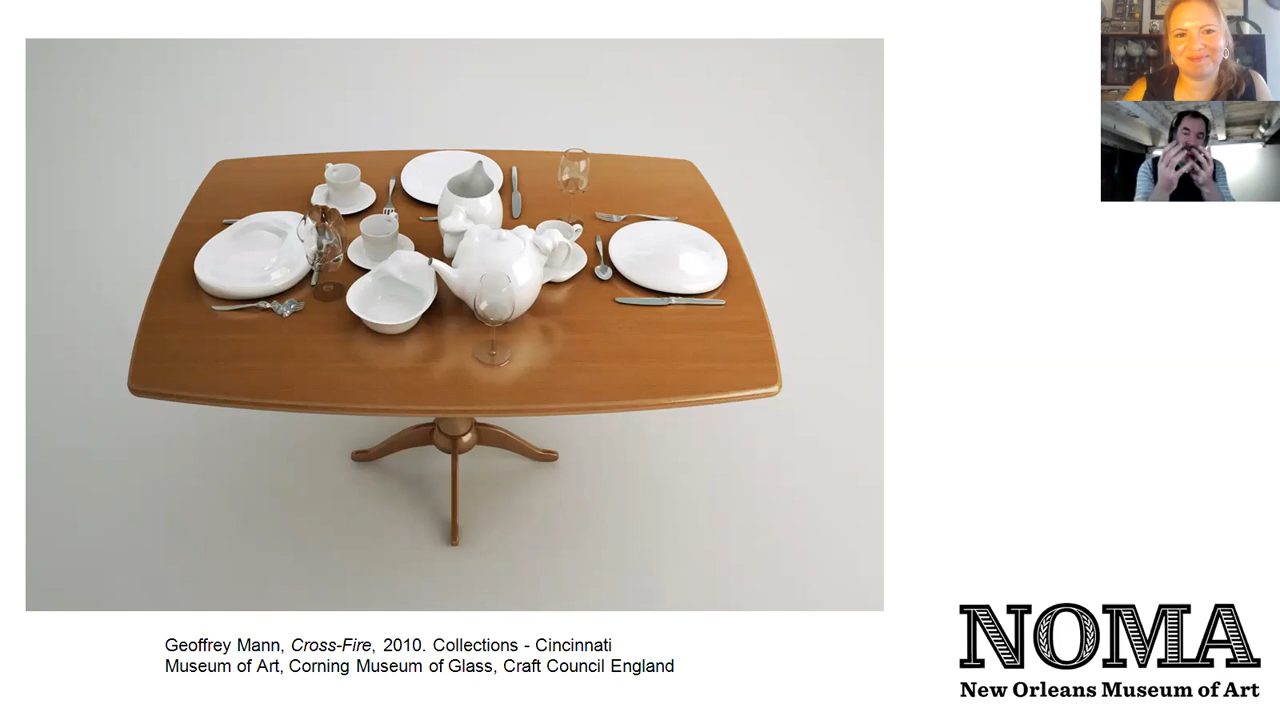 Geoffrey Mann, Cross-Fire, 2010. Collections - Cincinnati
Museum of Art, Corning Museum of Glass, Craft Council England
NOMA
New Orleans Museum of Art